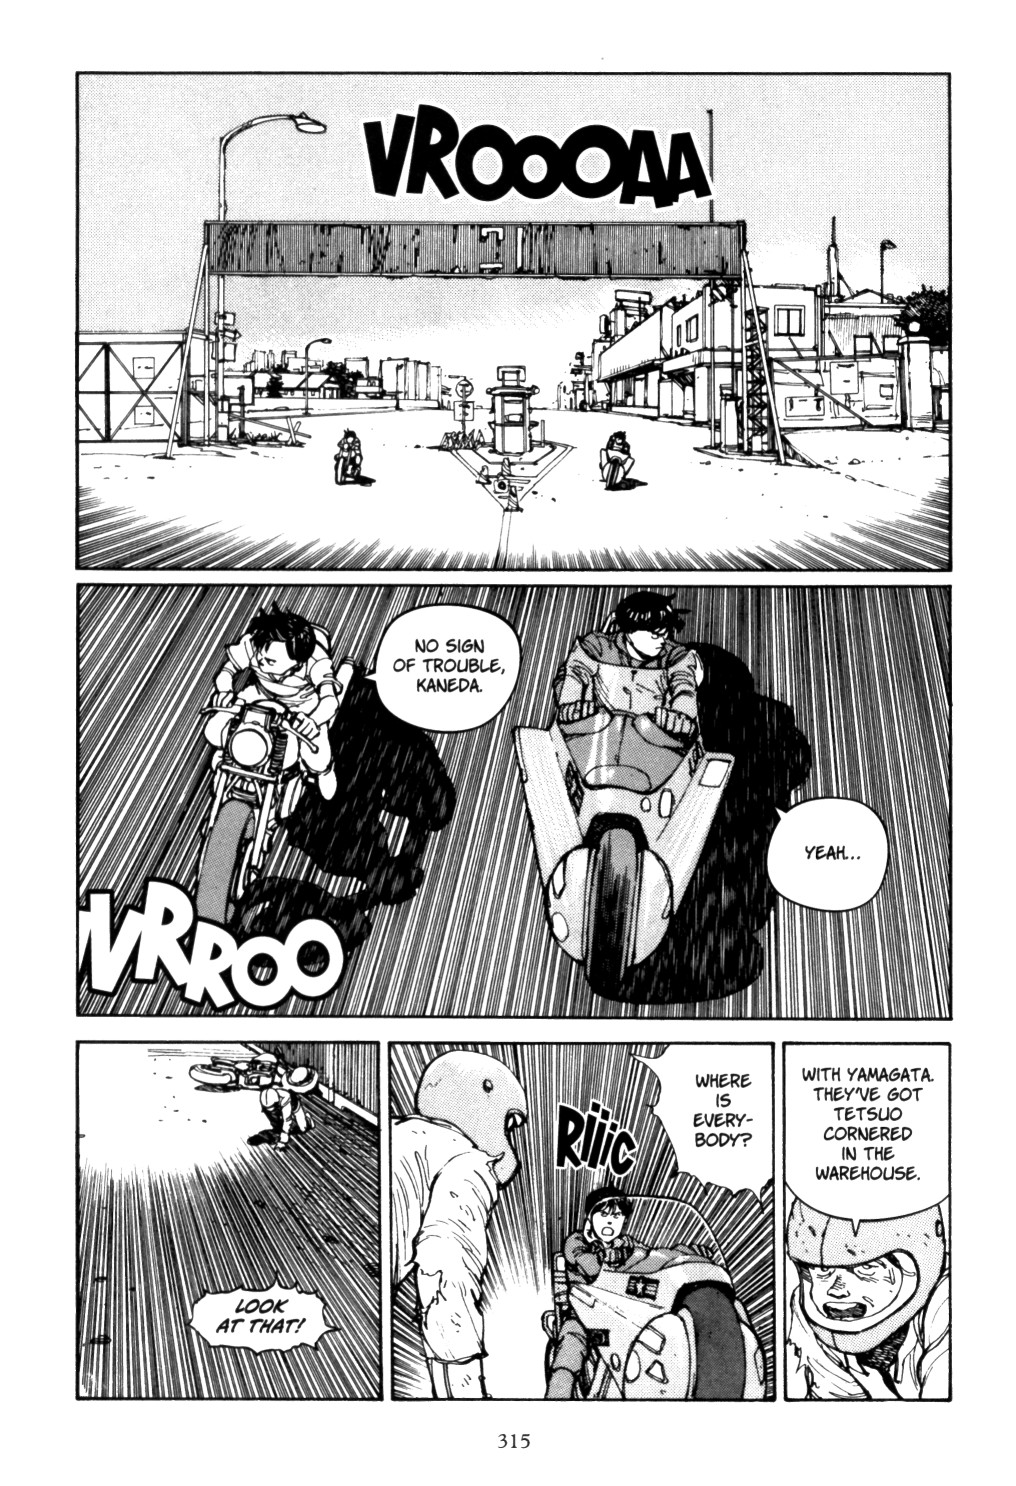 VROOOAA
NO SIGN
OF TROUBLE,
KANEDA.
YEAH...
VRROO
LOOK
AT THAT!
WHERE
IS
EVERY-
BODY?
RIIIC
WITH YAMAGATA.
THEY'VE GOT
TETSUO
CORNERED
IN THE
WAREHOUSE.
315